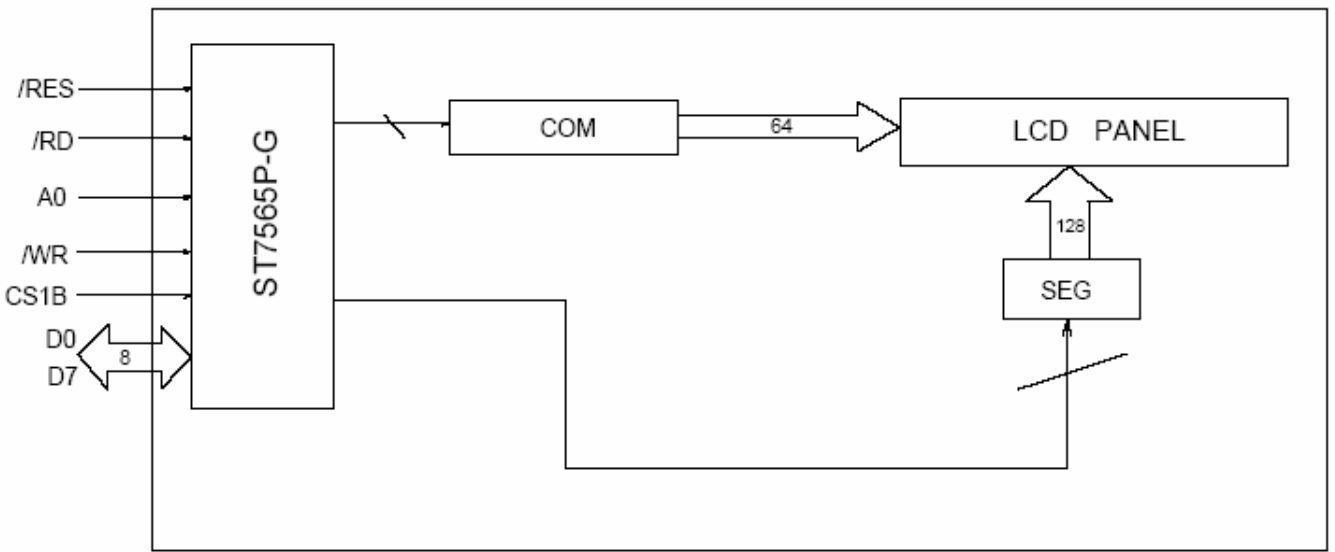 /RES
/RD
A0
/WR
CS1B
D0
D7
8
ST7565P-G
COM
64
LCD PANEL
128
SEG